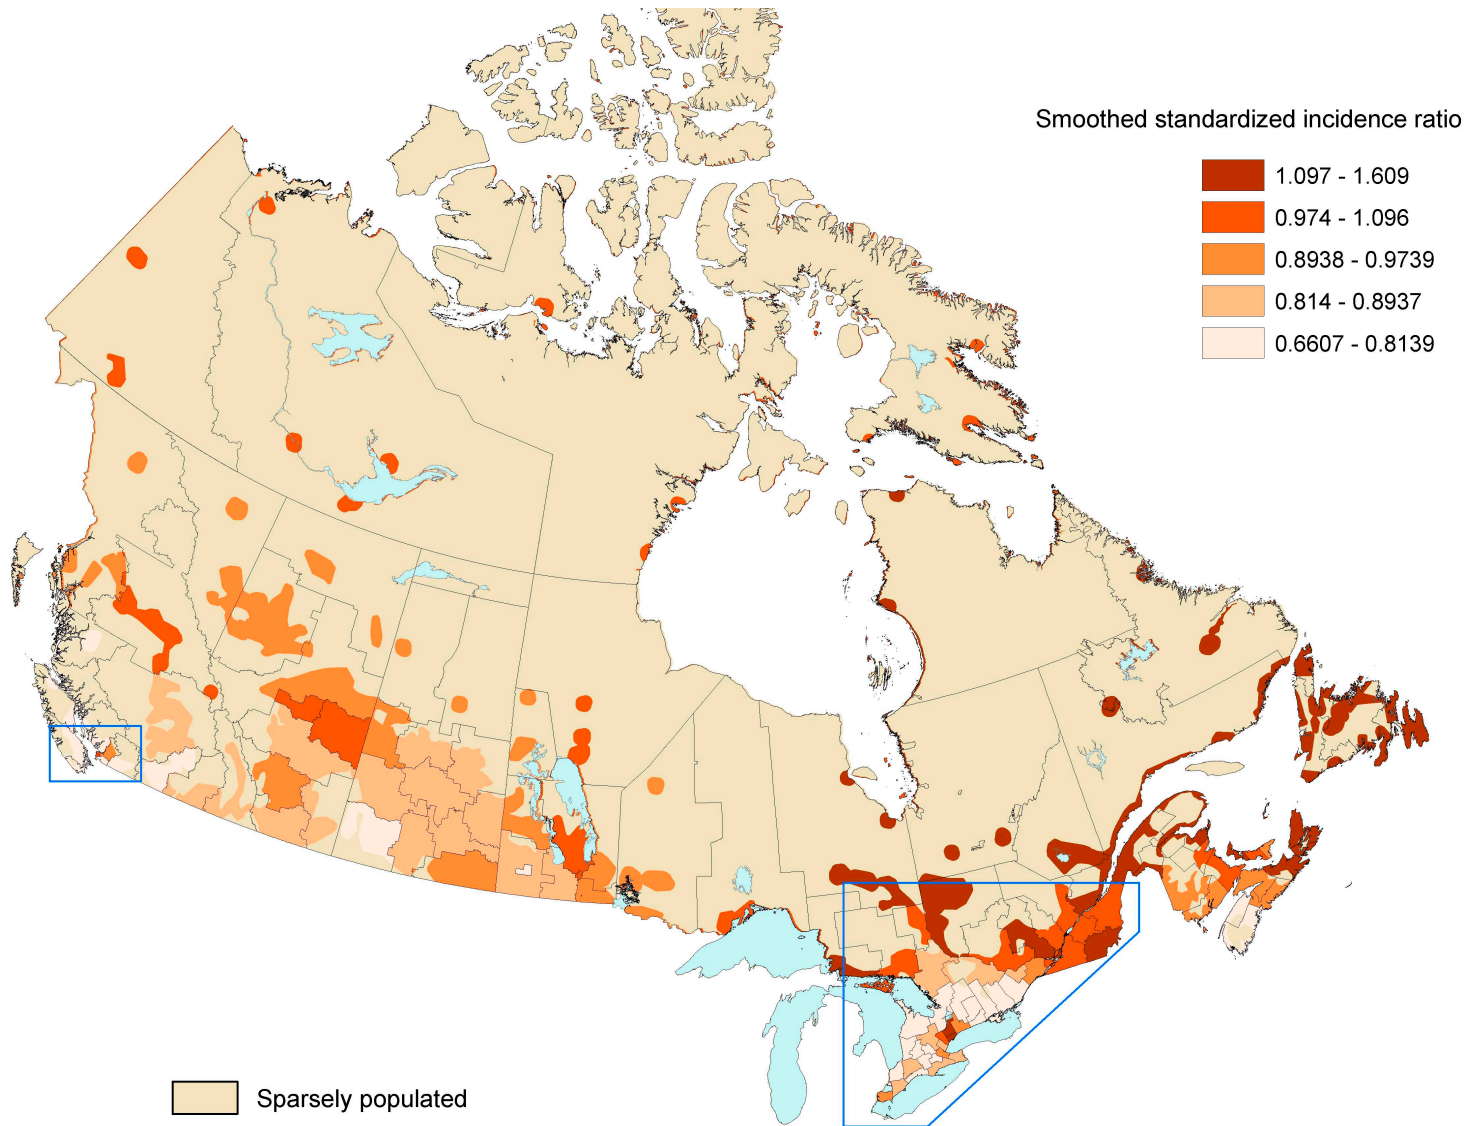 Smoothed standardized incidence ratio
1.097 - 1.609
0.974 - 1.096
0.8938 - 0.9739
0.814 - 0.8937
0.6607 - 0.8139
Sparsely populated